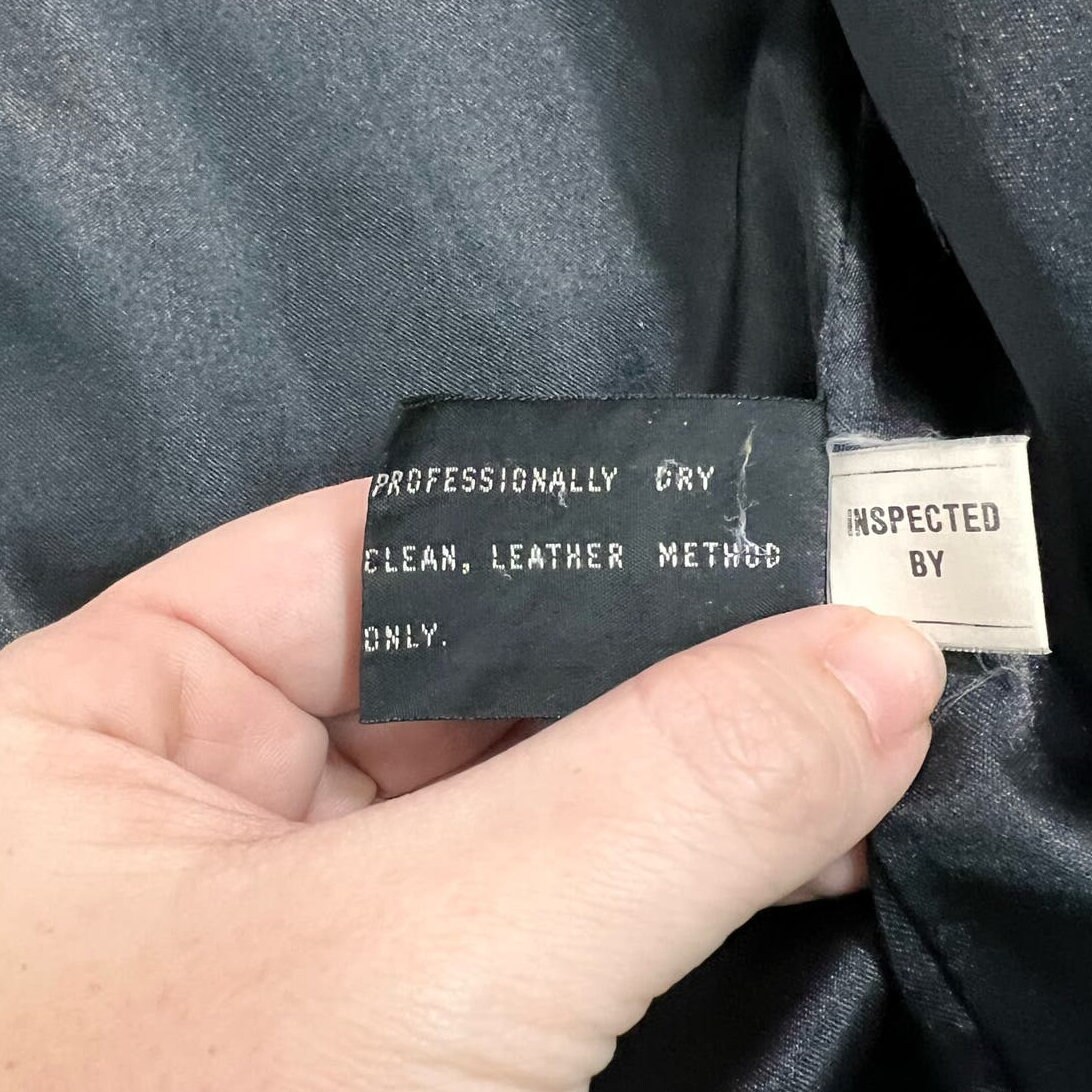 PROFESSIONALLY DRY
CLEAN, LEATHER METHOD
ONLY.
INSPECTED
BY